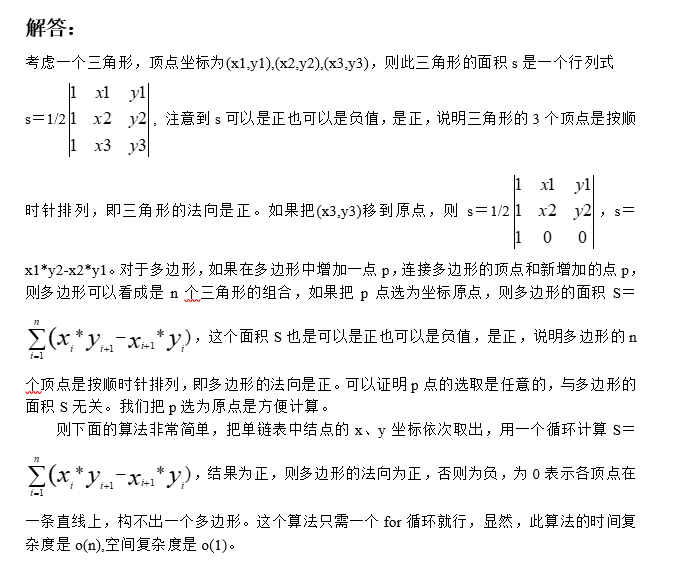 解答：
考虑一个三角形，顶点坐标为(x1,y1),(x2,y2),(x3,y3)，则此三角形的面积 s 是一个行列式
s＝1/2|1 x1 y1; 1 x2 y2; 1 x3 y3|，注意到 s 可以是正也可以是负值，是正，说明三角形的 3 个顶点是按顺
时针排列，即三角形的法向是正。如果把(x3,y3)移到原点，则 s＝1/2|1 x1 y1; 1 x2 y2; 1 0 0|，s＝
x1*y2-x2*y1。对于多边形，如果在多边形中增加一点 p，连接多边形的顶点和新增加的点 p，
则多边形可以看成是 n 个三角形的组合，如果把 p 点选为坐标原点，则多边形的面积 S＝
∑_{i=1}^{n}(x_i*y_{i+1}−x_{i+1}*y_i)，这个面积 S 也是可以是正也可以是负值，是正，说明多边形的 n
个顶点是按顺时针排列，即多边形的法向是正。可以证明 p 点的选取是任意的，与多边形的
面积 S 无关。我们把 p 选为原点是方便计算。
则下面的算法非常简单，把单链表中结点的 x、y 坐标依次取出，用一个循环计算 S＝
∑_{i=1}^{n}(x_i*y_{i+1}−x_{i+1}*y_i)，结果为正，则多边形的法向为正，否则为负，为 0 表示各顶点在
一条直线上，构不出一个多边形。这个算法只需一个 for 循环就行，显然，此算法的时间复
杂度是 o(n),空间复杂度是 o(1)。